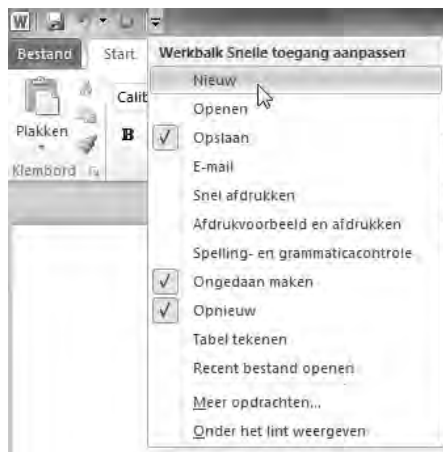 W
Bestand Start Werkbalk Snelle toegang aanpassen
Nieuw
Calib
Openen
Plakken B Opslaan
E-mail
Klembord
Snel afdrukken
Afdrukvoorbeeld en afdrukken
Spelling- en grammaticacontrole
Ongedaan maken
Opnieuw
Tabel tekenen
Recent bestand openen
Meer opdrachten...
Onder het lint weergeven